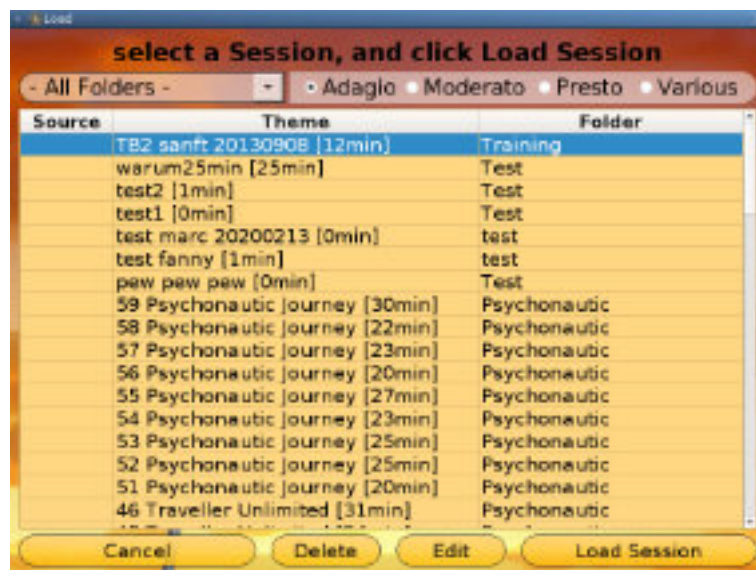 Load
select a Session, and click Load Session
- All Folders - Adagio Moderato Presto Various
Source Theme Folder
TB2 sanft 20130908 [12min] Training
warum25min [25min] Test
test2 [1min] Test
test1 [0min] Test
test marc 20200213 [0min] test
test fanny [1min] test
pew pew pew [0min] Test
59 Psychonautic Journey [30min] Psychonautic
58 Psychonautic Journey [22min] Psychonautic
57 Psychonautic Journey [23min] Psychonautic
56 Psychonautic Journey [20min] Psychonautic
55 Psychonautic Journey [27min] Psychonautic
54 Psychonautic Journey [23min] Psychonautic
53 Psychonautic Journey [25min] Psychonautic
52 Psychonautic Journey [25min] Psychonautic
51 Psychonautic Journey [20min] Psychonautic
46 Traveller Unlimited [31min] Psychonautic
Cancel Delete Edit Load Session